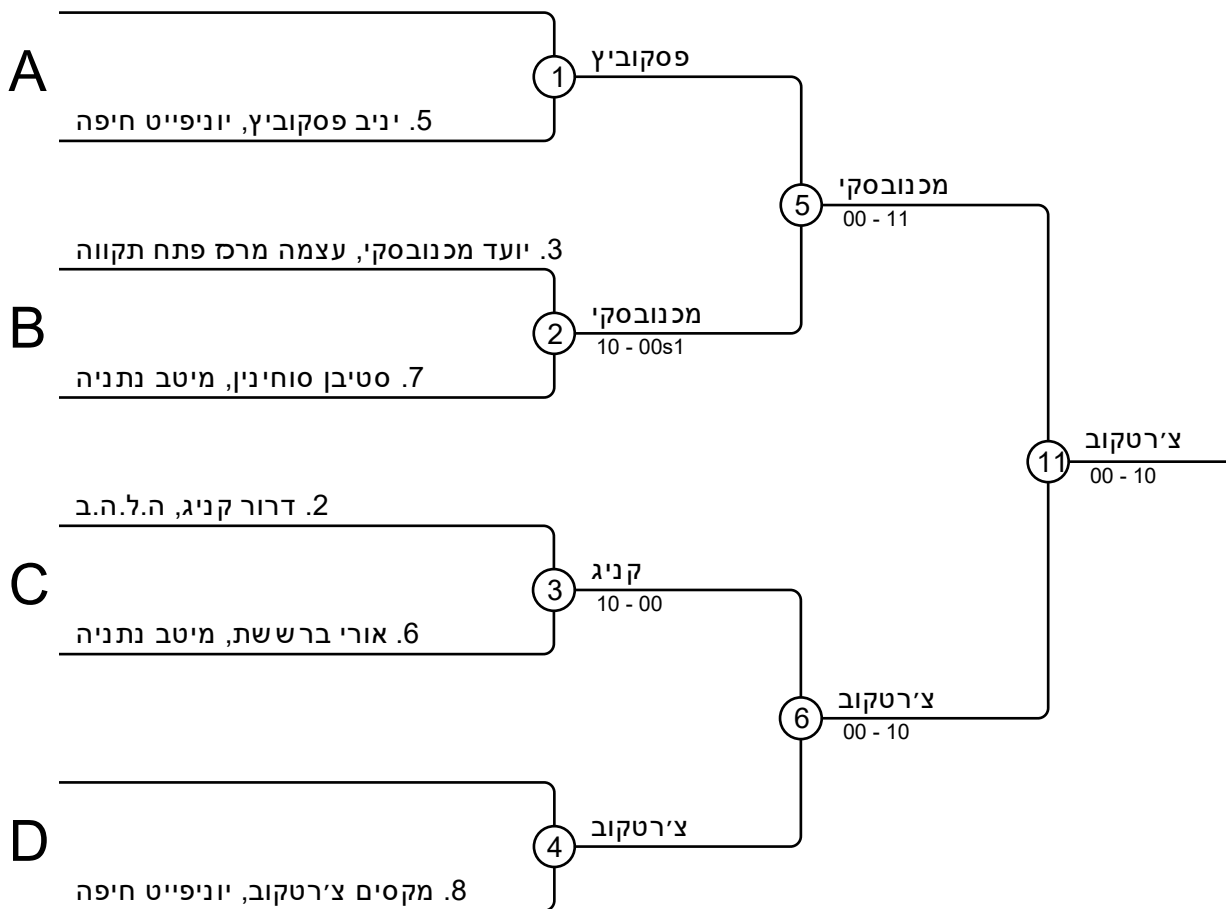 A
5. יניב פסקוביץ, יוניפייט חיפה
1
פסקוביץ
B
3. יועד מכנובסקי, עצמה מרכז פתח תקווה
7. סטיבן סוחינין, מיטב נתניה
2
מכנובסקי
10 - 00s1
5
מכנובסקי
00 - 11
C
2. דרור קניג, ה.ל.ה.ב
6. אורי ברששת, מיטב נתניה
3
קניג
10 - 00
D
8. מקסים צ׳רטקוב, יוניפייט חיפה
4
צ׳רטקוב
6
צ׳רטקוב
00 - 10
11
צ׳רטקוב
00 - 10